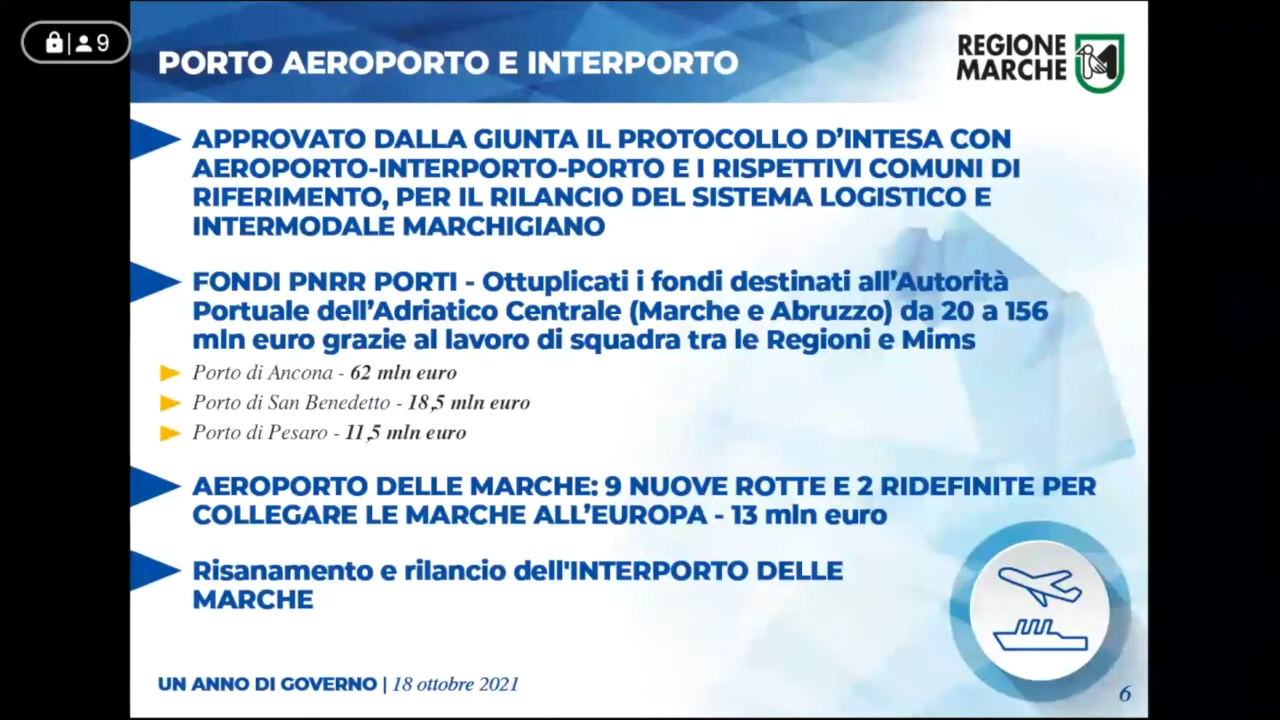 9
PORTO AEROPORTO E INTERPORTO
REGIONE
MARCHE
APPROVATO DALLA GIUNTA IL PROTOCOLLO D’INTESA CON
AEROPORTO-INTERPORTO-PORTO E I RISPETTIVI COMUNI DI
RIFERIMENTO, PER IL RILANCIO DEL SISTEMA LOGISTICO E
INTERMODALE MARCHIGIANO
FONDI PNRR PORTI - Ottuplicati i fondi destinati all’Autorità
Portuale dell’Adriatico Centrale (Marche e Abruzzo) da 20 a 156
mln euro grazie al lavoro di squadra tra le Regioni e Mims
Porto di Ancona - 62 mln euro
Porto di San Benedetto - 18,5 mln euro
Porto di Pesaro - 11,5 mln euro
AEROPORTO DELLE MARCHE: 9 NUOVE ROTTE E 2 RIDEFINITE PER
COLLEGARE LE MARCHE ALL’EUROPA - 13 mln euro
Risanamento e rilancio dell'INTERPORTO DELLE
MARCHE
UN ANNO DI GOVERNO | 18 ottobre 2021
6